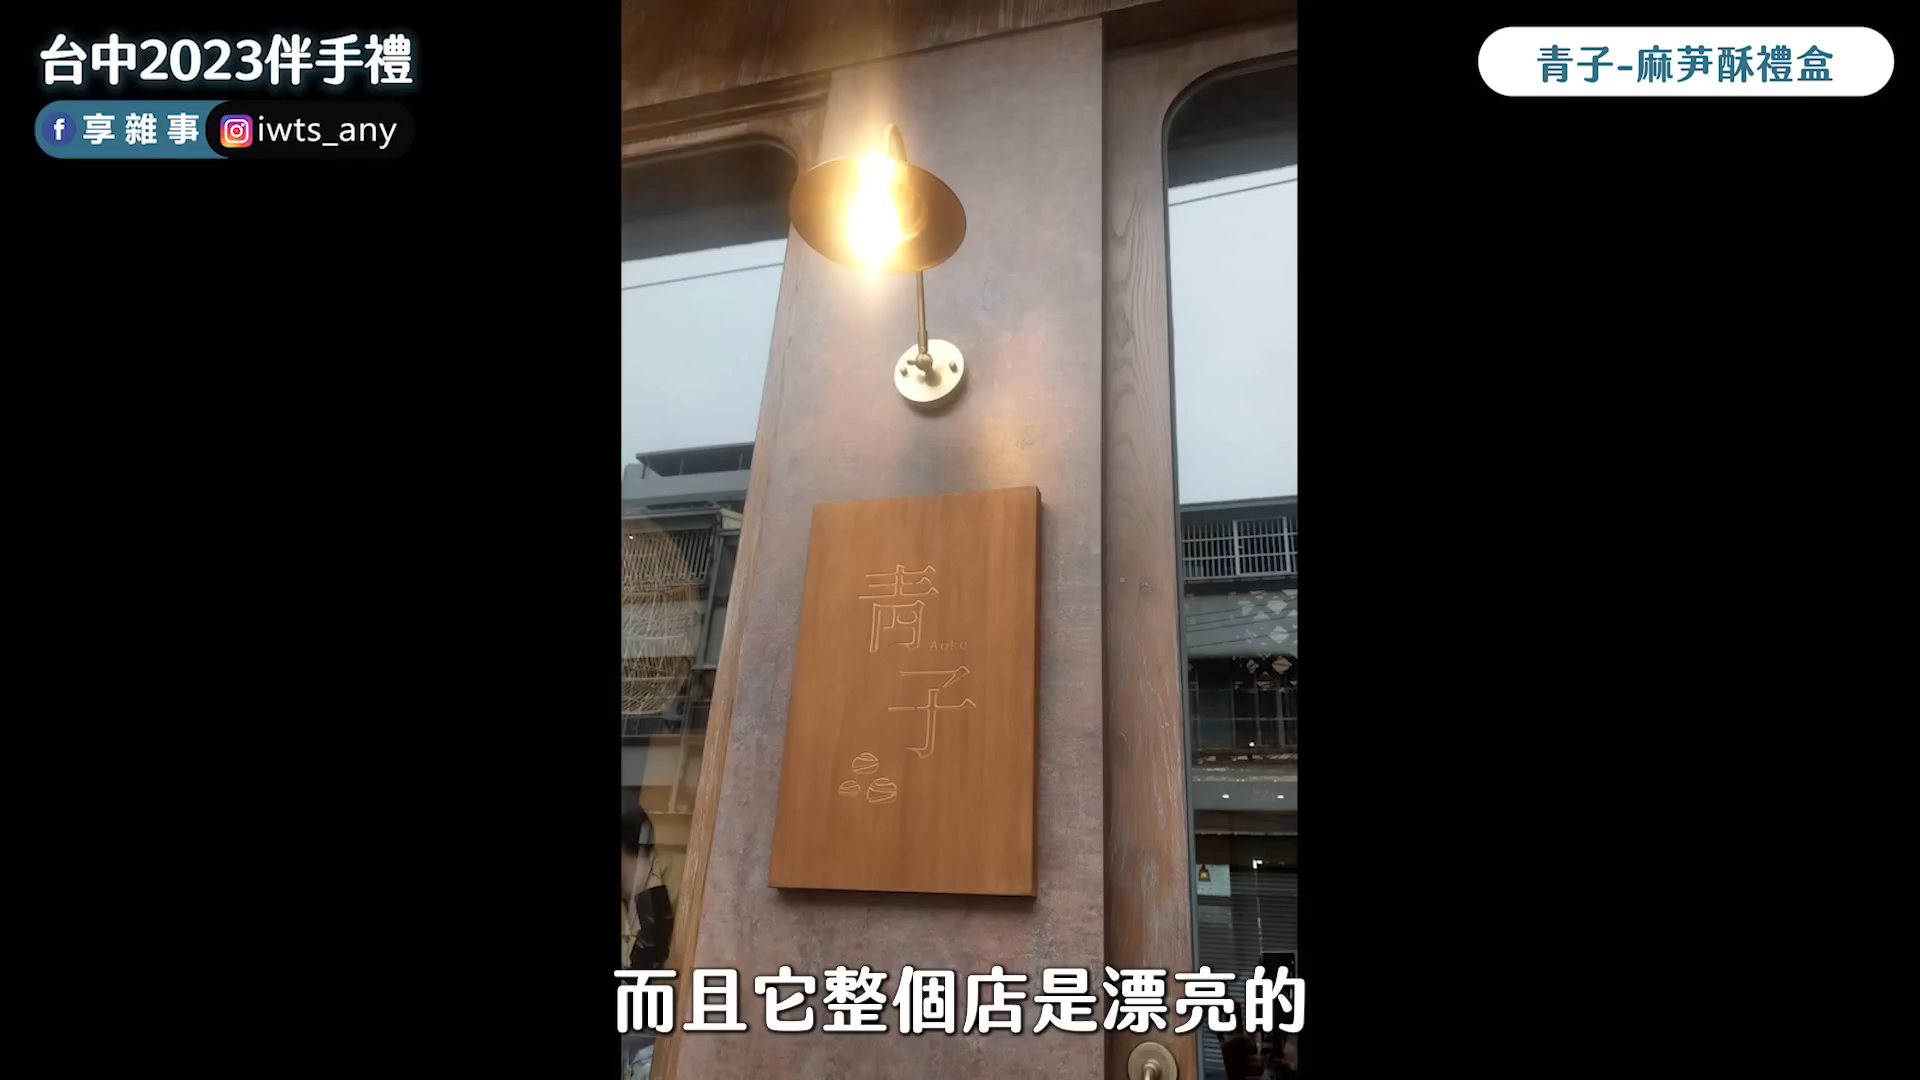 台中2023伴手禮
享雜事
iwts_any
青子-麻芛酥禮盒
青子
Aoko
而且它整個店是漂亮的